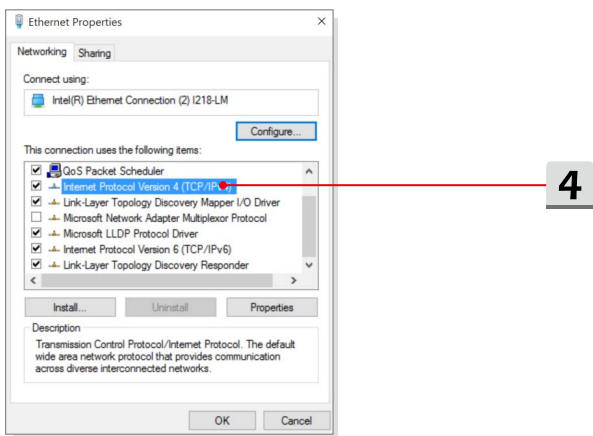 Ethernet Properties
Networking Sharing
Connect using:
Intel(R) Ethernet Connection (2) I218-LM
Configure...
This connection uses the following items:
QoS Packet Scheduler
Internet Protocol Version 4 (TCP/IPv4)
4
Link-Layer Topology Discovery Mapper I/O Driver
Microsoft Network Adapter Multiplexor Protocol
Microsoft LLDP Protocol Driver
Internet Protocol Version 6 (TCP/IPv6)
Link-Layer Topology Discovery Responder
Install... Uninstall Properties
Description
Transmission Control Protocol/Internet Protocol. The default
wide area network protocol that provides communication
across diverse interconnected networks.
OK Cancel